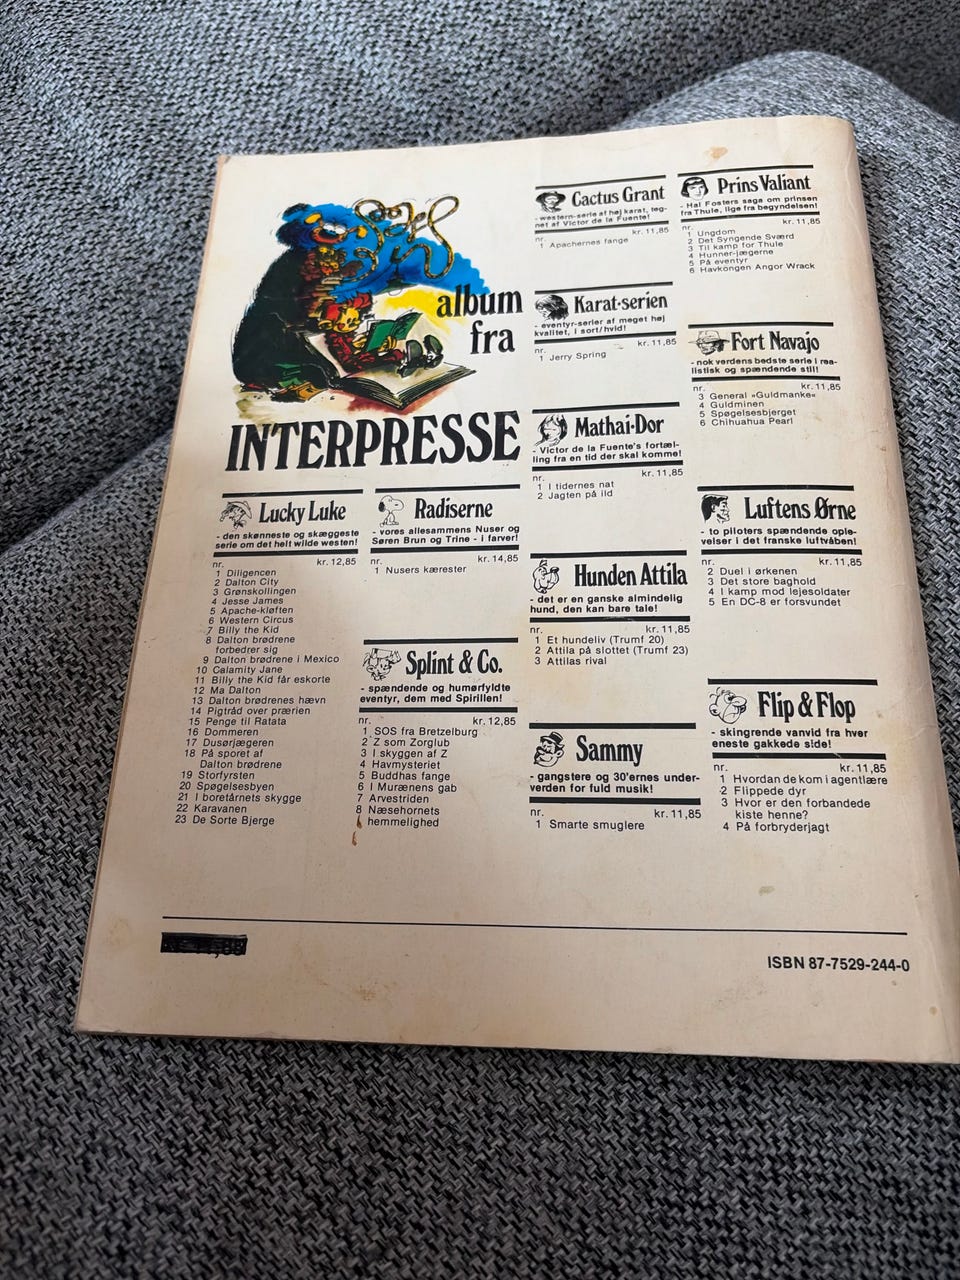 album
fra
INTERPRESSE
Lucky Luke
- den skønneste og skæggeste
serie om det helt wilde westen!
nr. kr. 12,85
1 Diligencen
2 Dalton City
3 Grønskollingen
4 Jesse James
5 Apache-kløften
6 Western Circus
7 Billy the Kid
8 Dalton brødrene
forbedrer sig
9 Dalton brødrene i Mexico
10 Calamity Jane
11 Billy the Kid får eskorte
12 Ma Dalton
13 Dalton brødrenes hævn
14 Pigtråd over prærien
15 Penge til Ratata
16 Dommeren
17 Dusørjægeren
18 På sporet af
Dalton brødrene
19 Storfyrsten
20 Spøgelsesbyen
21 I boretårnets skygge
22 Karavanen
23 De Sorte Bjerge
Radiserne
- vores allesammens Nuser og
Søren Brun og Trine - i farver!
nr. kr. 14,85
1 Nusers kærester
Splint & Co.
- spændende og humørfyldte
eventyr, dem med Spirillen!
nr. kr. 12,85
1 SOS fra Bretzelburg
2 Z som Zorglub
3 I skyggen af Z
4 Havmysteriet
5 Buddhas fange
6 I Murænens gab
7 Arvestriden
8 Næsehornets
hemmelighed
Cactus Grant
- western-serie af høj karat, teg-
net af Victor de la Fuente!
nr. kr. 11,85
1 Apachernes fange
Karat-serien
- eventyr-serier af meget høj
kvalitet, i sort/hvid!
nr. kr. 11,85
1 Jerry Spring
Mathai-Dor
- Victor de la Fuente's fortæl-
ling fra en tid der skal komme!
nr. kr. 11,85
1 I tidernes nat
2 Jagten på ild
Hunden Attila
- det er en ganske almindelig
hund, den kan bare tale!
nr. kr. 11,85
1 Et hundeliv (Trumf 20)
2 Attila på slottet (Trumf 23)
3 Attilas rival
Sammy
- gangstere og 30'ernes under-
verden for fuld musik!
nr. kr. 11,85
1 Smarte smuglere
Prins Valiant
- Hal Fosters saga om prinsen
fra Thule, lige fra begyndelsen!
nr. kr. 11,85
1 Ungdom
2 Det Syngende Sværd
3 Til kamp for Thule
4 Hunner-jægerne
5 På eventyr
6 Havkongen Angor Wrack
Fort Navajo
- nok verdens bedste serie i rea-
listisk og spændende stil!
nr. kr. 11,85
3 General »Guldmanke«
4 Guldminen
5 Spøgelsesbjerget
6 Chihuahua Pearl
Luftens Ørne
- to piloters spændende ople-
velser i det franske luftvåben!
nr. kr. 11,85
2 Duel i ørkenen
3 Det store baghold
4 I kamp mod lejesoldater
5 En DC-8 er forsvundet
Flip & Flop
- skingrende vanvid fra hver
eneste gakkede side!
nr. kr. 11,85
1 Hvordan de kom i agentlære
2 Flippede dyr
3 Hvor er den forbandede
kiste henne?
4 På forbryderjagt
ISBN 87-7529-244-0